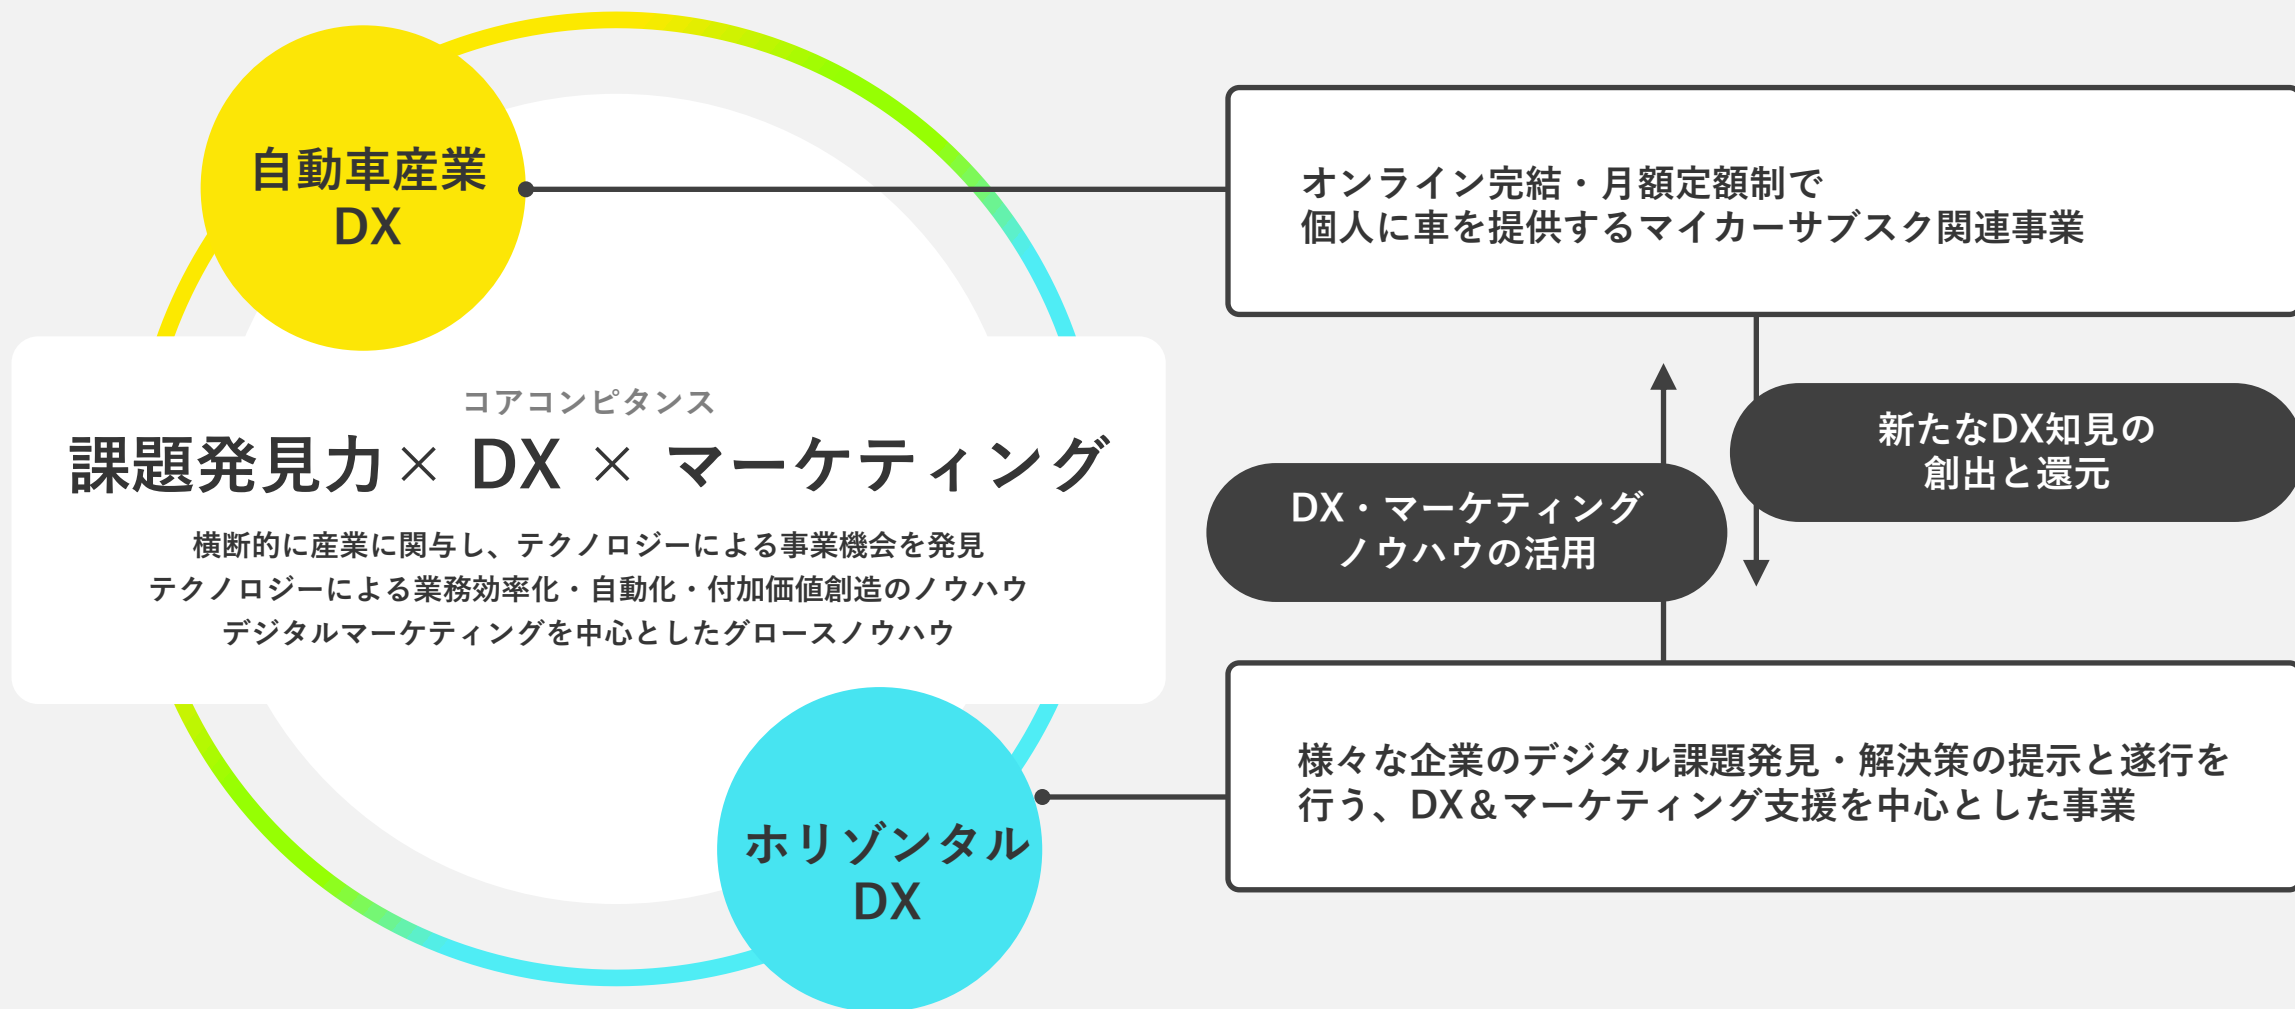 自動車産業
DX
オンライン完結・月額定額制で
個人に車を提供するマイカーサブスク関連事業
コアコンピタンス
課題発見力× DX × マーケティング
横断的に産業に関与し、テクノロジーによる事業機会を発見
テクノロジーによる業務効率化・自動化・付加価値創造のノウハウ
デジタルマーケティングを中心としたグロースノウハウ
新たなDX知見の
創出と還元
DX・マーケティング
ノウハウの活用
ホリゾンタル
DX
様々な企業のデジタル課題発見・解決策の提示と遂行を
行う、DX&マーケティング支援を中心とした事業